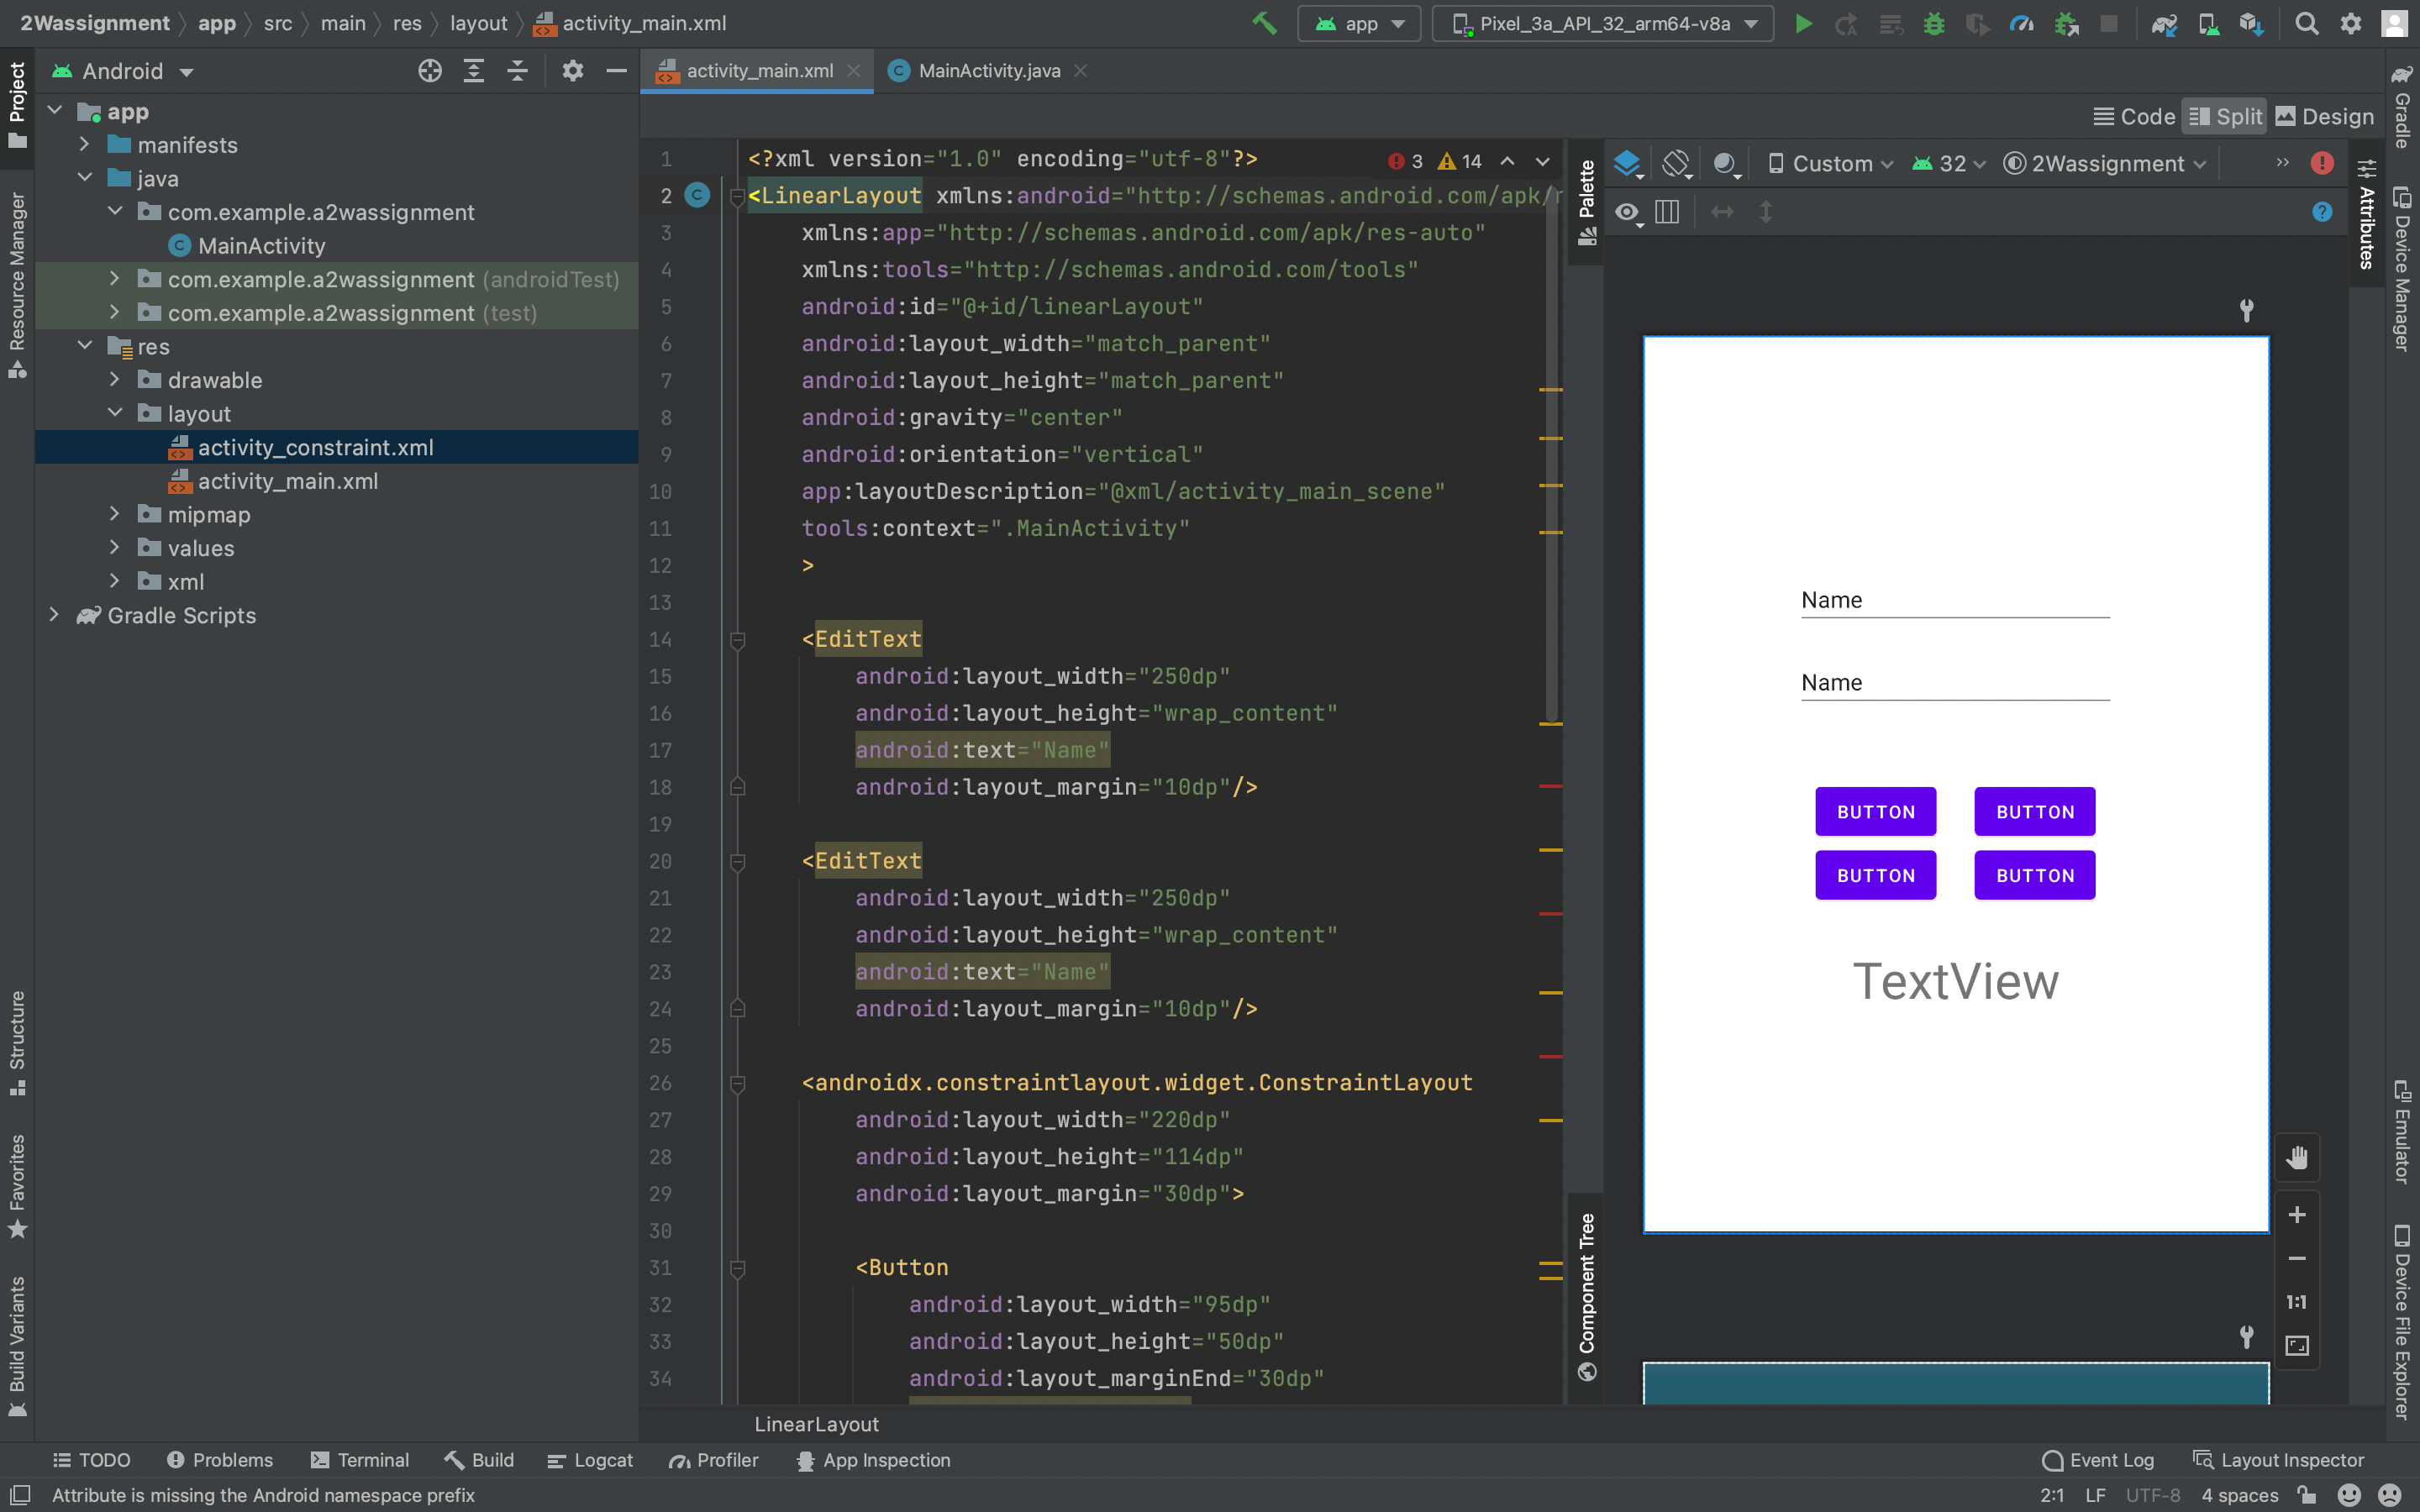 2Wassignment app src main res layout activity_main.xml app Pixel_3a_API_32_arm64-v8a
Android
activity_main.xml MainActivity.java
Code Split Design
Project
Resource Manager
Structure
Favorites
Build Variants
app
manifests
java
com.example.a2wassignment
MainActivity
com.example.a2wassignment (androidTest)
com.example.a2wassignment (test)
res
drawable
layout
activity_constraint.xml
activity_main.xml
mipmap
values
xml
Gradle Scripts
3 14
1 <?xml version="1.0" encoding="utf-8"?>
2 <LinearLayout xmlns:android="http://schemas.android.com/apk/r
3 xmlns:app="http://schemas.android.com/apk/res-auto"
4 xmlns:tools="http://schemas.android.com/tools"
5 android:id="@+id/linearLayout"
6 android:layout_width="match_parent"
7 android:layout_height="match_parent"
8 android:gravity="center"
9 android:orientation="vertical"
10 app:layoutDescription="@xml/activity_main_scene"
11 tools:context=".MainActivity"
12 >
13
14 <EditText
15 android:layout_width="250dp"
16 android:layout_height="wrap_content"
17 android:text="Name"
18 android:layout_margin="10dp"/>
19
20 <EditText
21 android:layout_width="250dp"
22 android:layout_height="wrap_content"
23 android:text="Name"
24 android:layout_margin="10dp"/>
25
26 <androidx.constraintlayout.widget.ConstraintLayout
27 android:layout_width="220dp"
28 android:layout_height="114dp"
29 android:layout_margin="30dp">
30
31 <Button
32 android:layout_width="95dp"
33 android:layout_height="50dp"
34 android:layout_marginEnd="30dp"
LinearLayout
Palette
Component Tree
Custom 32 2Wassignment
Name
Name
BUTTON BUTTON
BUTTON BUTTON
TextView
1:1
Attributes
Gradle
Device Manager
Emulator
Device File Explorer
TODO Problems Terminal Build Logcat Profiler App Inspection Event Log Layout Inspector
Attribute is missing the Android namespace prefix 2:1 LF UTF-8 4 spaces